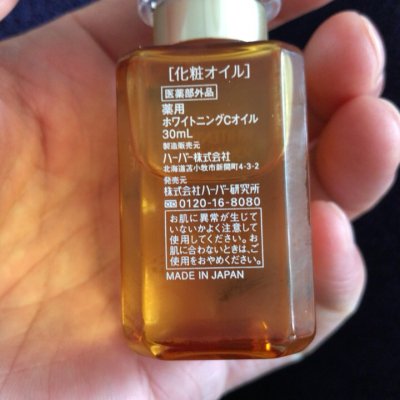 [化粧オイル]
医薬部外品
薬用
ホワイトニングCオイル
30mL
製造販売元
ハーバー株式会社
北海道苫小牧市新開町4-3-2
発売元
株式会社ハーバー研究所
0120-16-8080
お肌に異常が生じて
いないかよく注意して
使用してください。お
肌に合わないときは、ご
使用をおやめください。
MADE IN JAPAN